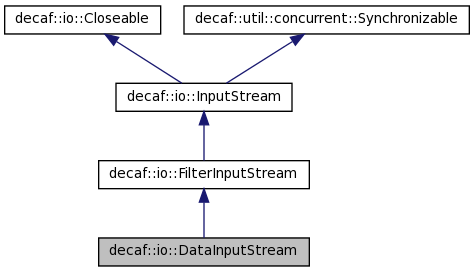 decaf::io::Closeable
decaf::util::concurrent::Synchronizable
decaf::io::InputStream
decaf::io::FilterInputStream
decaf::io::DataInputStream